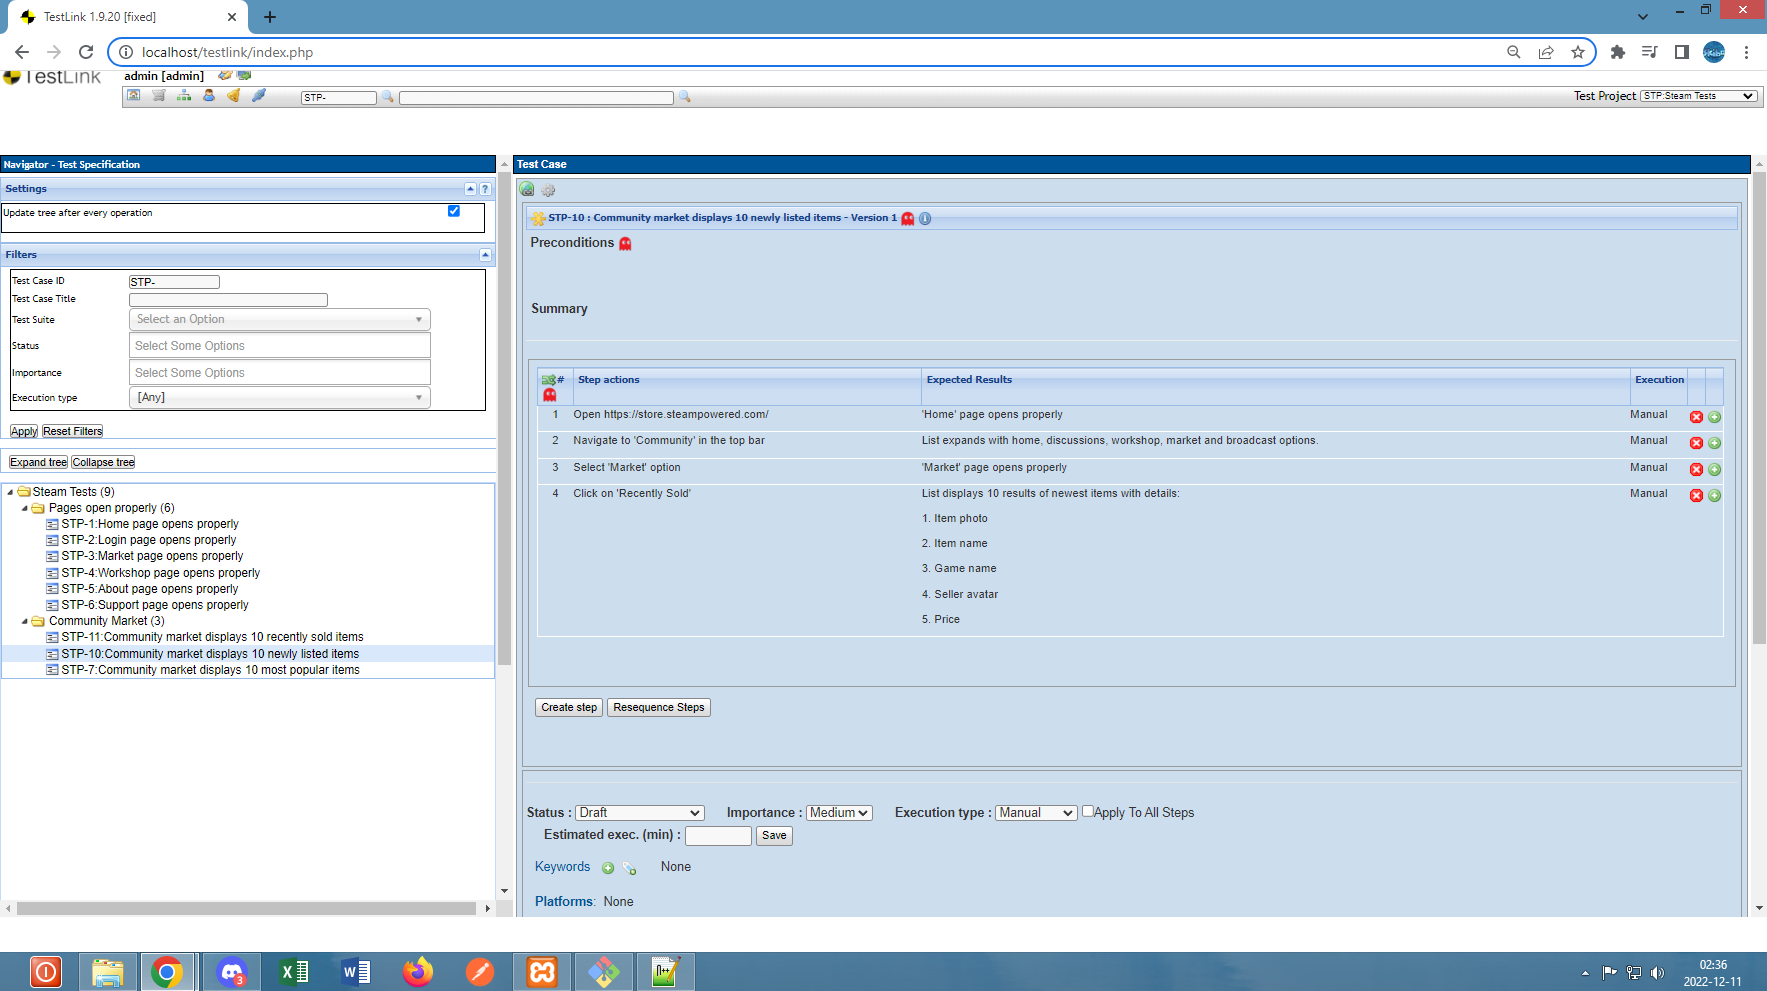 TestLink 1.9.20 [fixed]
localhost/testlink/index.php
TestLink
admin [admin]
STP-
Test Project STP:Steam Tests
Navigator - Test Specification
Settings
Update tree after every operation
Filters
Test Case ID STP-
Test Case Title
Test Suite Select an Option
Status Select Some Options
Importance Select Some Options
Execution type [Any]
Apply Reset Filters
Expand tree Collapse tree
Steam Tests (9)
Pages open properly (6)
STP-1:Home page opens properly
STP-2:Login page opens properly
STP-3:Market page opens properly
STP-4:Workshop page opens properly
STP-5:About page opens properly
STP-6:Support page opens properly
Community Market (3)
STP-11:Community market displays 10 recently sold items
STP-10:Community market displays 10 newly listed items
STP-7:Community market displays 10 most popular items
Test Case
STP-10 : Community market displays 10 newly listed items - Version 1
Preconditions
Summary
# Step actions Expected Results Execution
1 Open https://store.steampowered.com/ 'Home' page opens properly Manual
2 Navigate to 'Community' in the top bar List expands with home, discussions, workshop, market and broadcast options. Manual
3 Select 'Market' option 'Market' page opens properly Manual
4 Click on 'Recently Sold' List displays 10 results of newest items with details: Manual
1. Item photo
2. Item name
3. Game name
4. Seller avatar
5. Price
Create step Resequence Steps
Status : Draft Importance : Medium Execution type : Manual Apply To All Steps
Estimated exec. (min) : Save
Keywords None
Platforms: None
3
02:36
2022-12-11